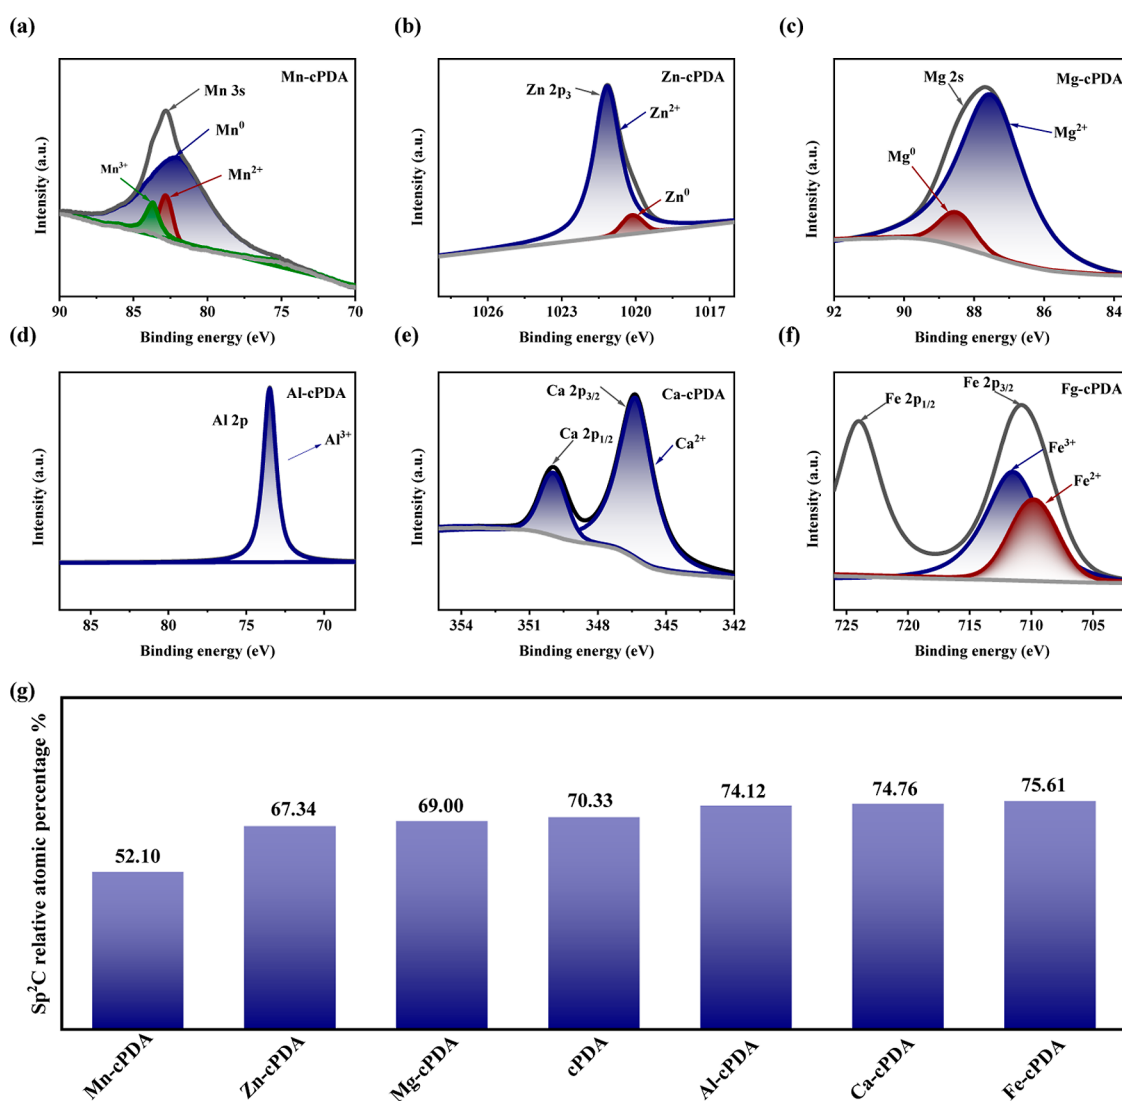 (a)
(b)
(c)
Mn-cPDA
Mn 3s
Mn⁰
Mn³⁺
Mn²⁺
Intensity (a.u.)
90 85 80 75 70
Binding energy (eV)
Zn-cPDA
Zn 2p₃
Zn²⁺
Zn⁰
Intensity (a.u.)
1026 1023 1020 1017
Binding energy (eV)
Mg-cPDA
Mg 2s
Mg²⁺
Mg⁰
Intensity (a.u.)
92 90 88 86 84
Binding energy (eV)
(d)
(e)
(f)
Al-cPDA
Al 2p
Al³⁺
Intensity (a.u.)
85 80 75 70
Binding energy (eV)
Ca-cPDA
Ca 2p₃/₂
Ca 2p₁/₂
Ca²⁺
Intensity (a.u.)
354 351 348 345 342
Binding energy (eV)
Fg-cPDA
Fe 2p₃/₂
Fe 2p₁/₂
Fe³⁺
Fe²⁺
Intensity (a.u.)
725 720 715 710 705
Binding energy (eV)
(g)
Sp²C relative atomic percentage %
52.10 67.34 69.00 70.33 74.12 74.76 75.61
Mn-cPDA Zn-cPDA Mg-cPDA cPDA Al-cPDA Ca-cPDA Fe-cPDA